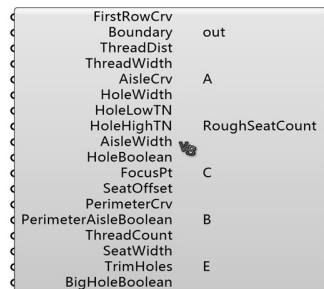 FirstRowCrv
Boundary out
ThreadDist
ThreadWidth
AisleCrv A
HoleWidth
HoleLowTN
HoleHighTN RoughSeatCount
AisleWidth
HoleBoolean
FocusPt C
SeatOffset
PerimeterCrv
PerimeterAisleBoolean B
ThreadCount
SeatWidth
TrimHoles E
BigHoleBoolean